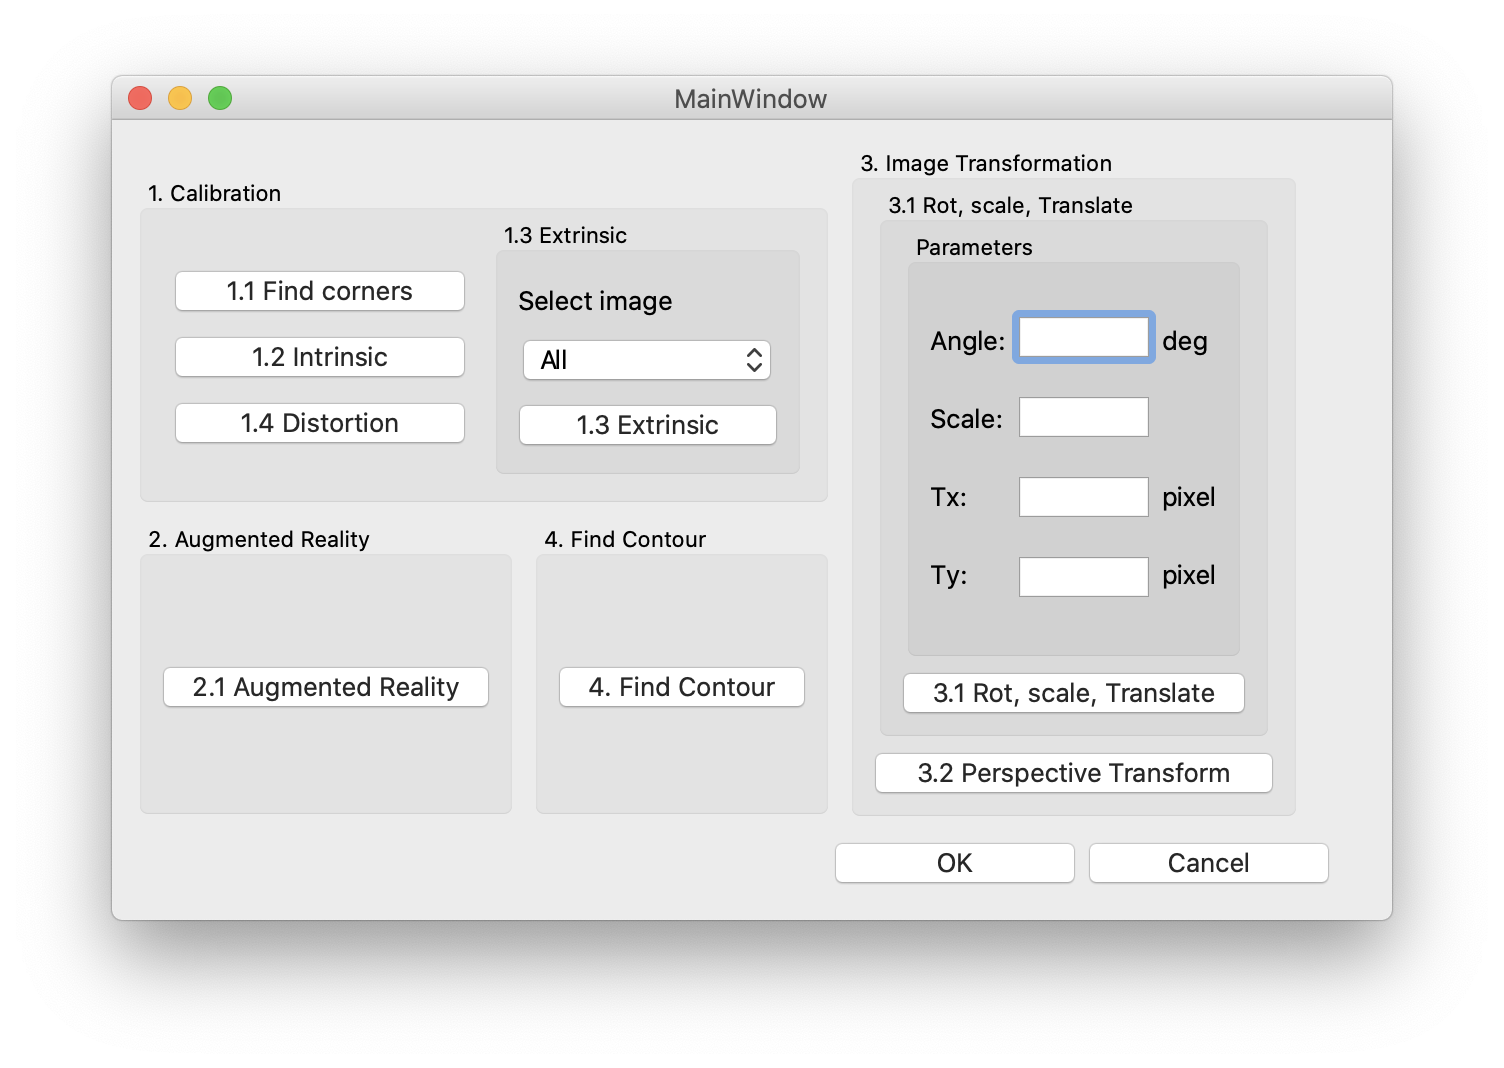 MainWindow
1. Calibration
1.1 Find corners
1.2 Intrinsic
1.4 Distortion
1.3 Extrinsic
Select image
All
1.3 Extrinsic
2. Augmented Reality
2.1 Augmented Reality
4. Find Contour
4. Find Contour
3. Image Transformation
3.1 Rot, scale, Translate
Parameters
Angle: deg
Scale:
Tx: pixel
Ty: pixel
3.1 Rot, scale, Translate
3.2 Perspective Transform
OK
Cancel